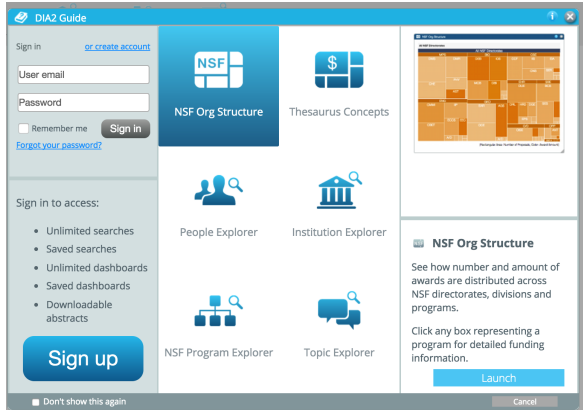 DIA2 Guide
Sign in
or create account
User email
Password
Remember me
Sign in
Forgot your password?
Sign in to access:
Unlimited searches
Saved searches
Unlimited dashboards
Saved dashboards
Downloadable
abstracts
Sign up
NSF
NSF Org Structure
$
Thesaurus Concepts
People Explorer
Institution Explorer
NSF Program Explorer
Topic Explorer
NSF Org Structure
NSF Org Structure
See how number and amount of
awards are distributed across
NSF directorates, divisions and
programs.
Click any box representing a
program for detailed funding
information.
Launch
Don't show this again
Cancel